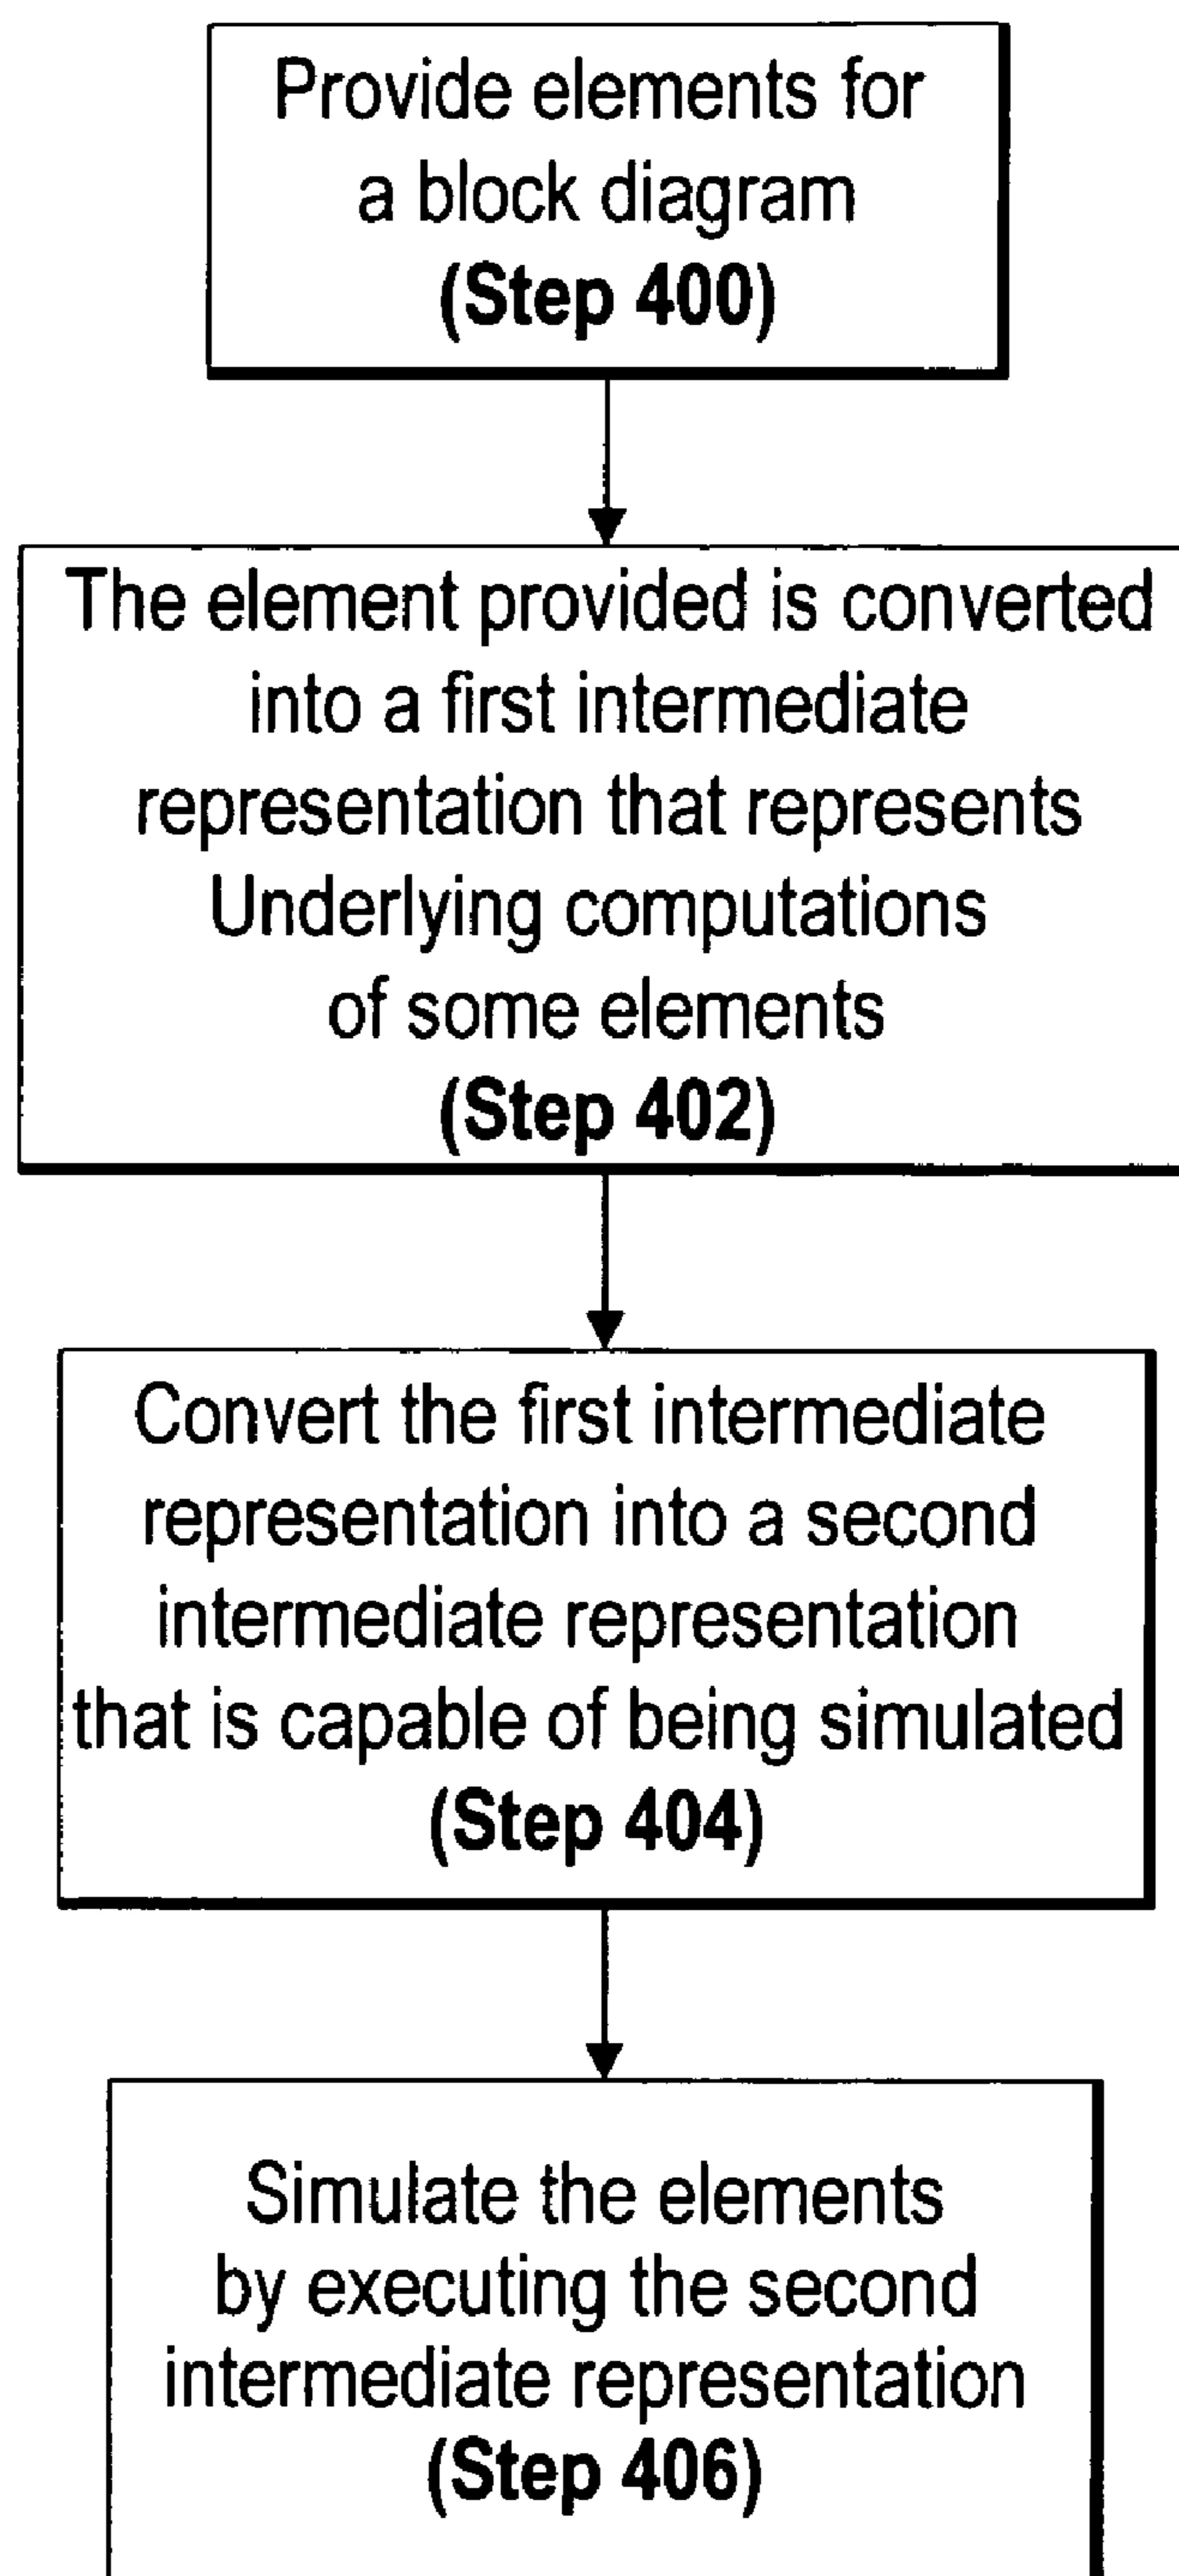 Provide elements for
a block diagram
(Step 400)
The element provided is converted
into a first intermediate
representation that represents
Underlying computations
of some elements
(Step 402)
Convert the first intermediate
representation into a second
intermediate representation
that is capable of being simulated
(Step 404)
Simulate the elements
by executing the second
intermediate representation
(Step 406)